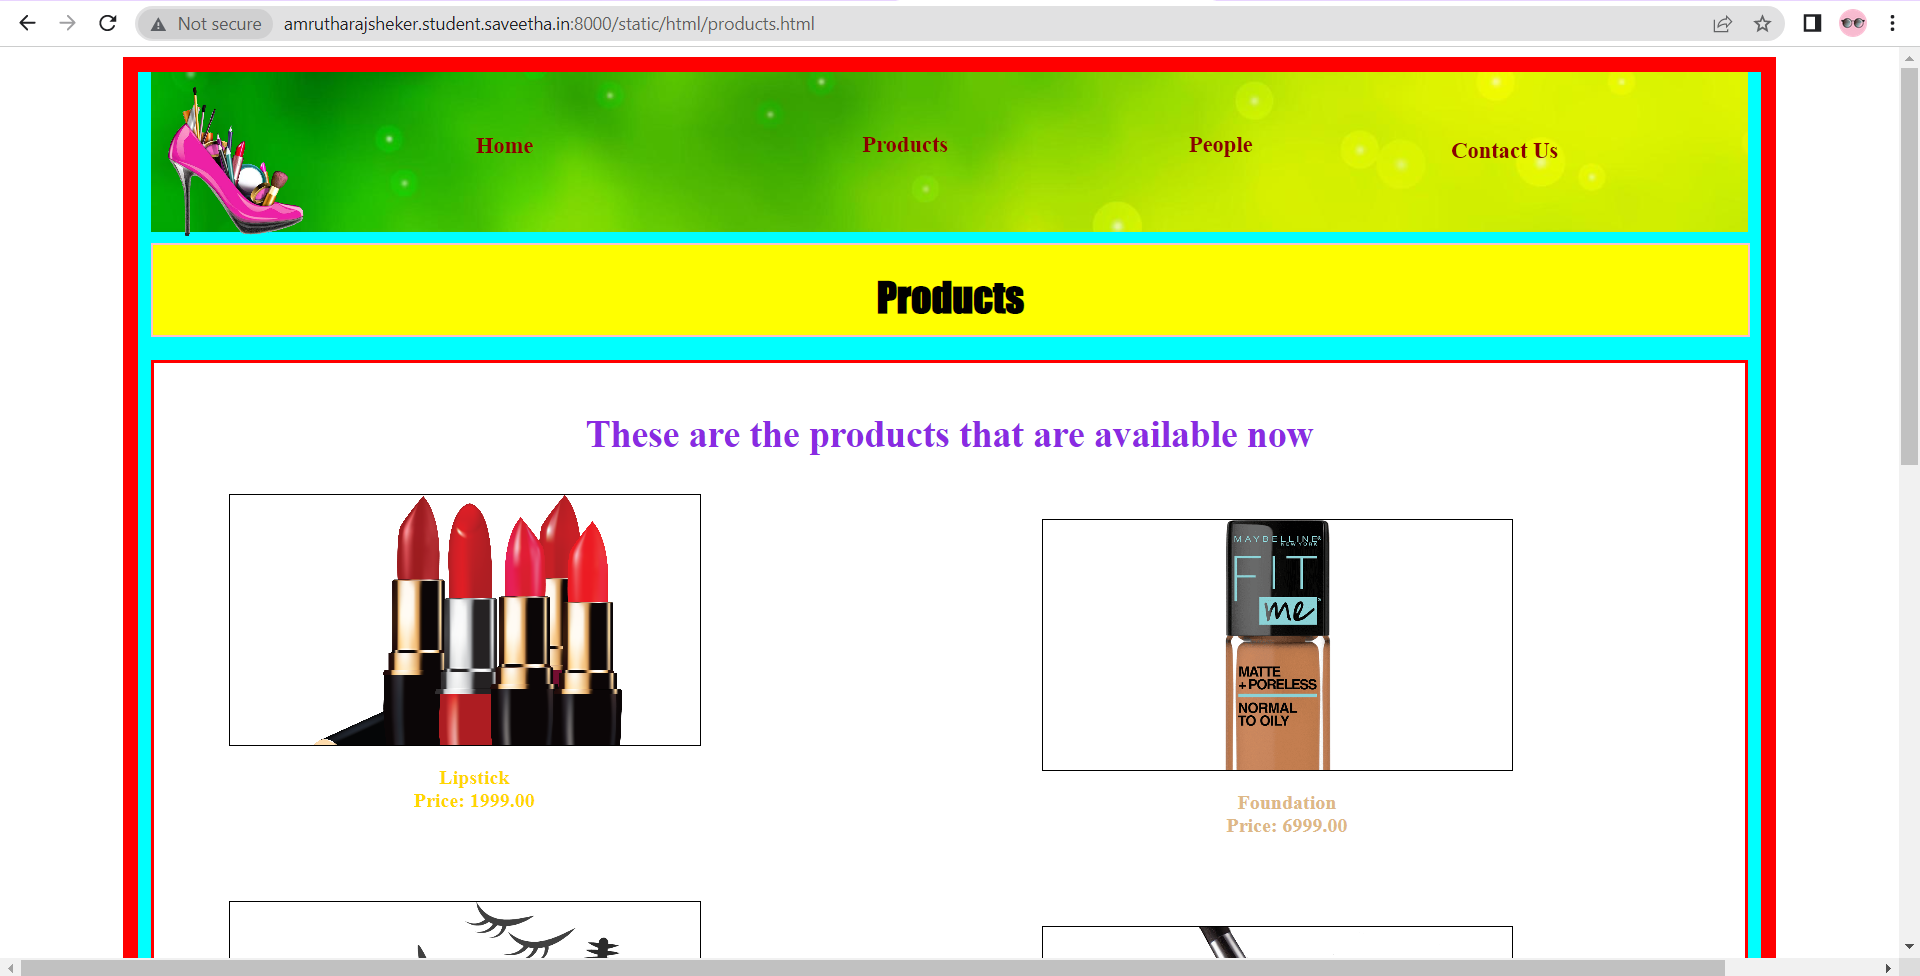 Not secure
amrutharajsheker.student.saveetha.in:8000/static/html/products.html
Home
Products
People
Contact Us
Products
These are the products that are available now
MAYBELLINE
NEW YORK
FIT
me
MATTE
+ PORELESS
NORMAL
TO OILY
Lipstick
Price: 1999.00
Foundation
Price: 6999.00